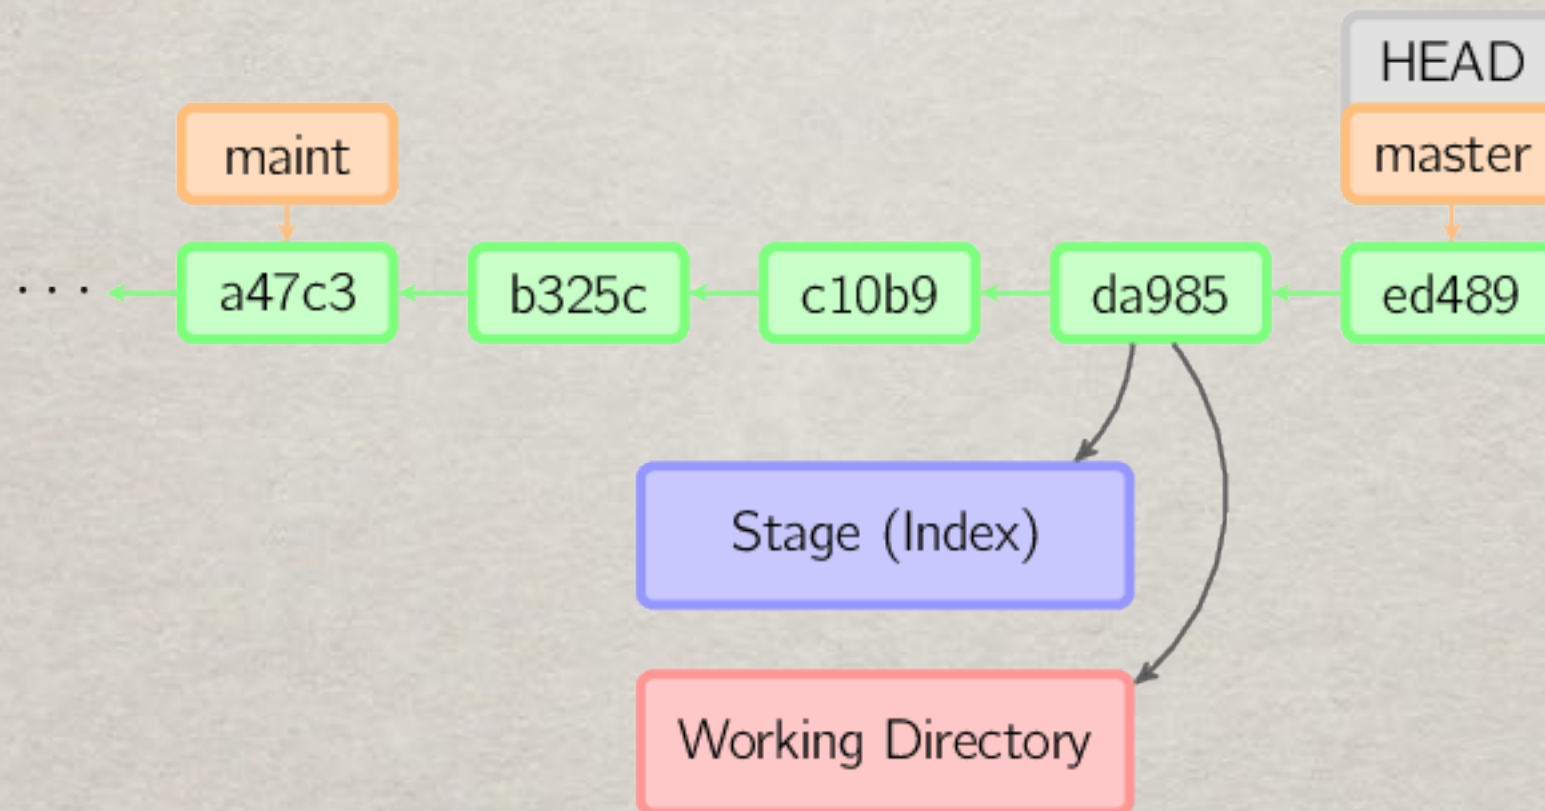 HEAD
maint
master
... a47c3 b325c c10b9 da985 ed489
Stage (Index)
Working Directory